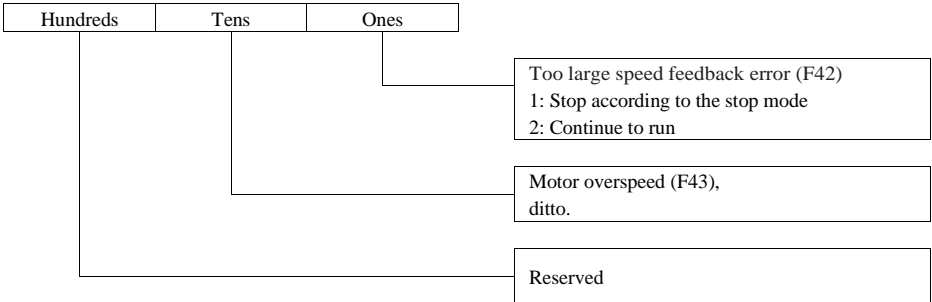 Hundreds Tens Ones
Too large speed feedback error (F42)
1: Stop according to the stop mode
2: Continue to run
Motor overspeed (F43),
ditto.
Reserved